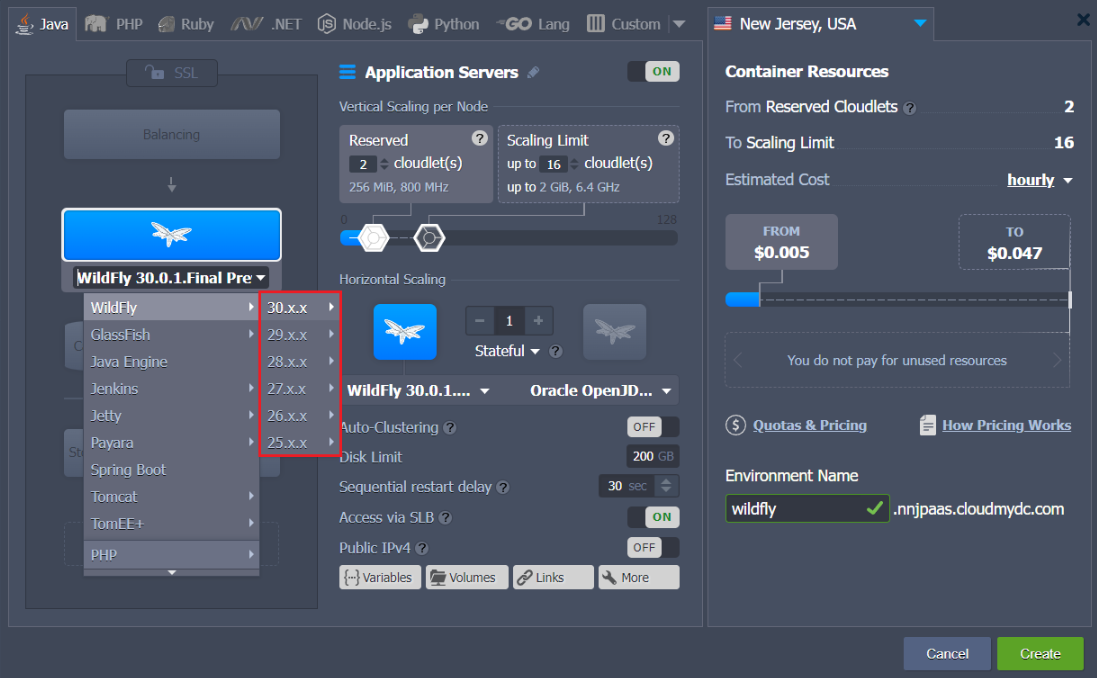 Java
PHP
Ruby
.NET
Node.js
Python
GO Lang
Custom
New Jersey, USA
SSL
Balancing
WildFly 30.0.1.Final Pre
WildFly
GlassFish
Java Engine
Jenkins
Jetty
Payara
Spring Boot
Tomcat
TomEE+
PHP
30.x.x
29.x.x
28.x.x
27.x.x
26.x.x
25.x.x
Application Servers
ON
Vertical Scaling per Node
Reserved ?
2 cloudlet(s)
256 MiB, 800 MHz
Scaling Limit ?
up to 16 cloudlet(s)
up to 2 GiB, 6.4 GHz
0 128
Horizontal Scaling
− 1 +
Stateful ?
WildFly 30.0.1....
Oracle OpenJD...
Auto-Clustering ? OFF
Disk Limit 200 GB
Sequential restart delay ? 30 sec
Access via SLB ? ON
Public IPv4 ? OFF
Variables
Volumes
Links
More
Container Resources
From Reserved Cloudlets ? 2
To Scaling Limit 16
Estimated Cost hourly
FROM
$0.005
TO
$0.047
You do not pay for unused resources
$ Quotas & Pricing
How Pricing Works
Environment Name
wildfly .nnjpaas.cloudmydc.com
Cancel
Create